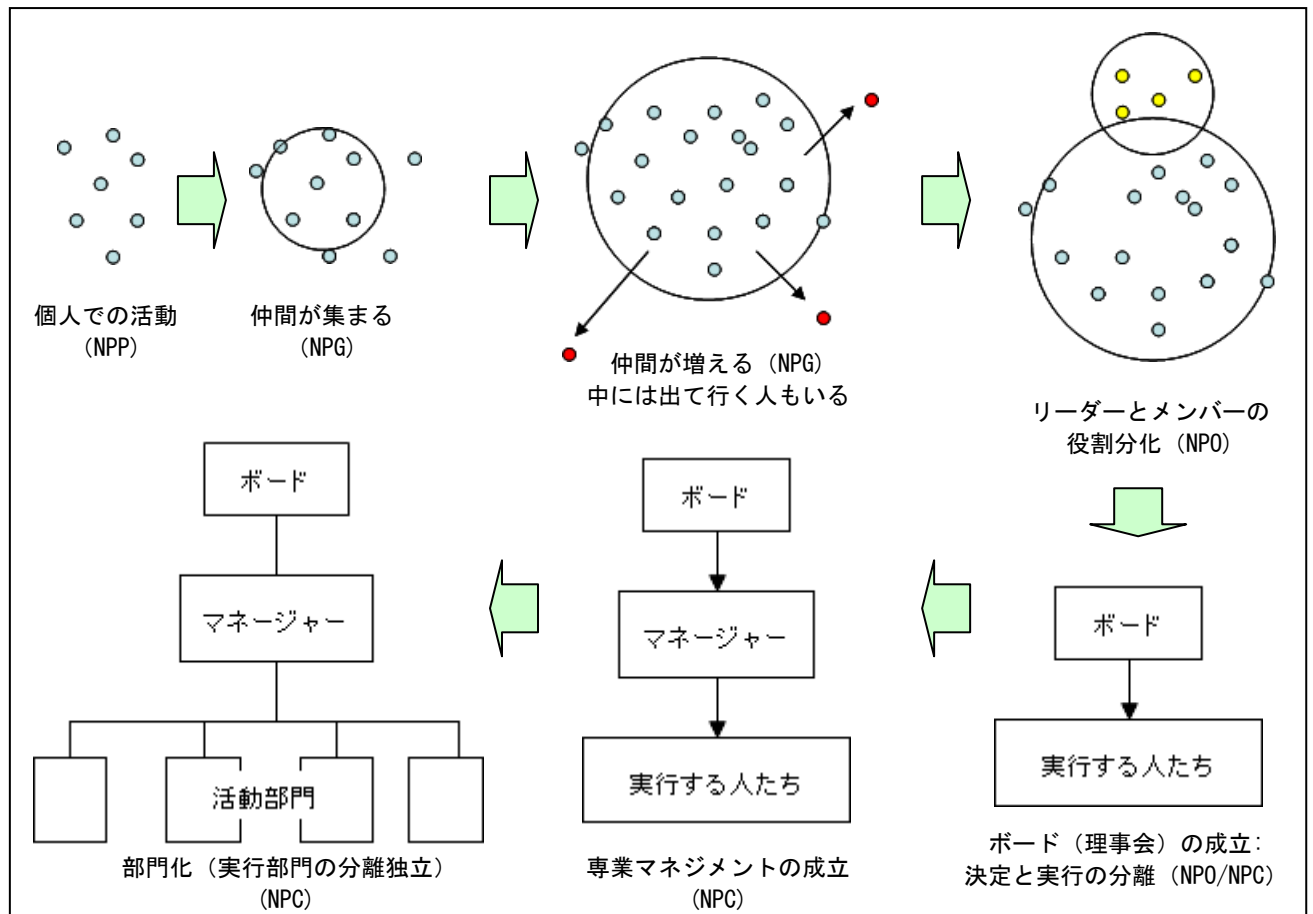 個人での活動
(NPP)
仲間が集まる
(NPG)
仲間が増える (NPG)
中には出て行く人もいる
リーダーとメンバーの
役割分化 (NPO)
ボード
実行する人たち
ボード（理事会）の成立:
決定と実行の分離 (NPO/NPC)
ボード
マネージャー
実行する人たち
専業マネジメントの成立
(NPC)
ボード
マネージャー
活動部門
部門化（実行部門の分離独立）
(NPC)